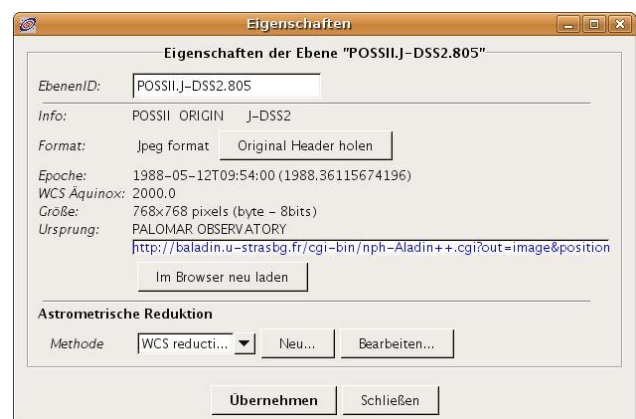 Eigenschaften
Eigenschaften der Ebene "POSSII.J-DSS2.805"
EbenenID: POSSII.J-DSS2.805
Info: POSSII ORIGIN J-DSS2
Format: Jpeg format Original Header holen
Epoche: 1988-05-12T09:54:00 (1988.36115674196)
WCS Äquinox: 2000.0
Größe: 768x768 pixels (byte - 8bits)
Ursprung: PALOMAR OBSERVATORY
http://baladin.u-strasbg.fr/cgi-bin/nph-Aladin++.cgi?out=image&position
Im Browser neu laden
Astrometrische Reduktion
Methode WCS reducti... Neu... Bearbeiten...
Übernehmen Schließen